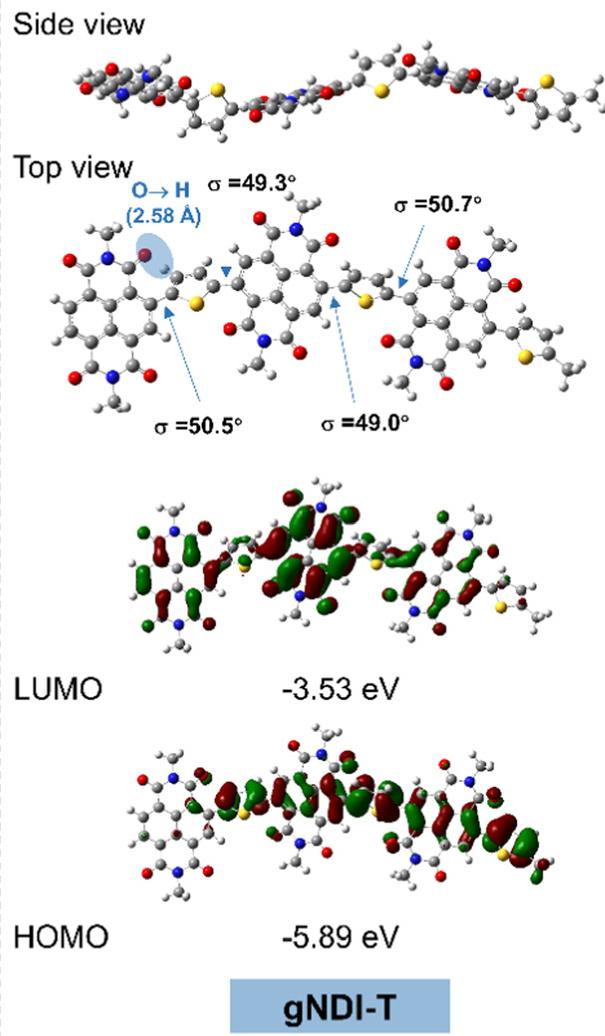 Side view
Top view
O→ H
(2.58 Å)
σ =49.3°
σ =50.7°
σ =50.5°
σ =49.0°
LUMO -3.53 eV
HOMO -5.89 eV
gNDI-T